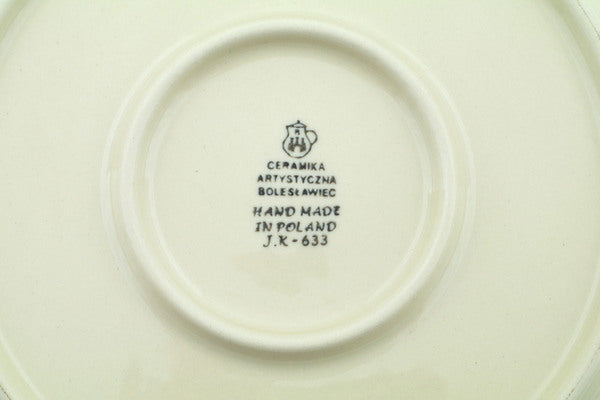 CERAMIKA
ARTYSTYCZNA
BOLESŁAWIEC
HAND MADE
IN POLAND
J.K - 633